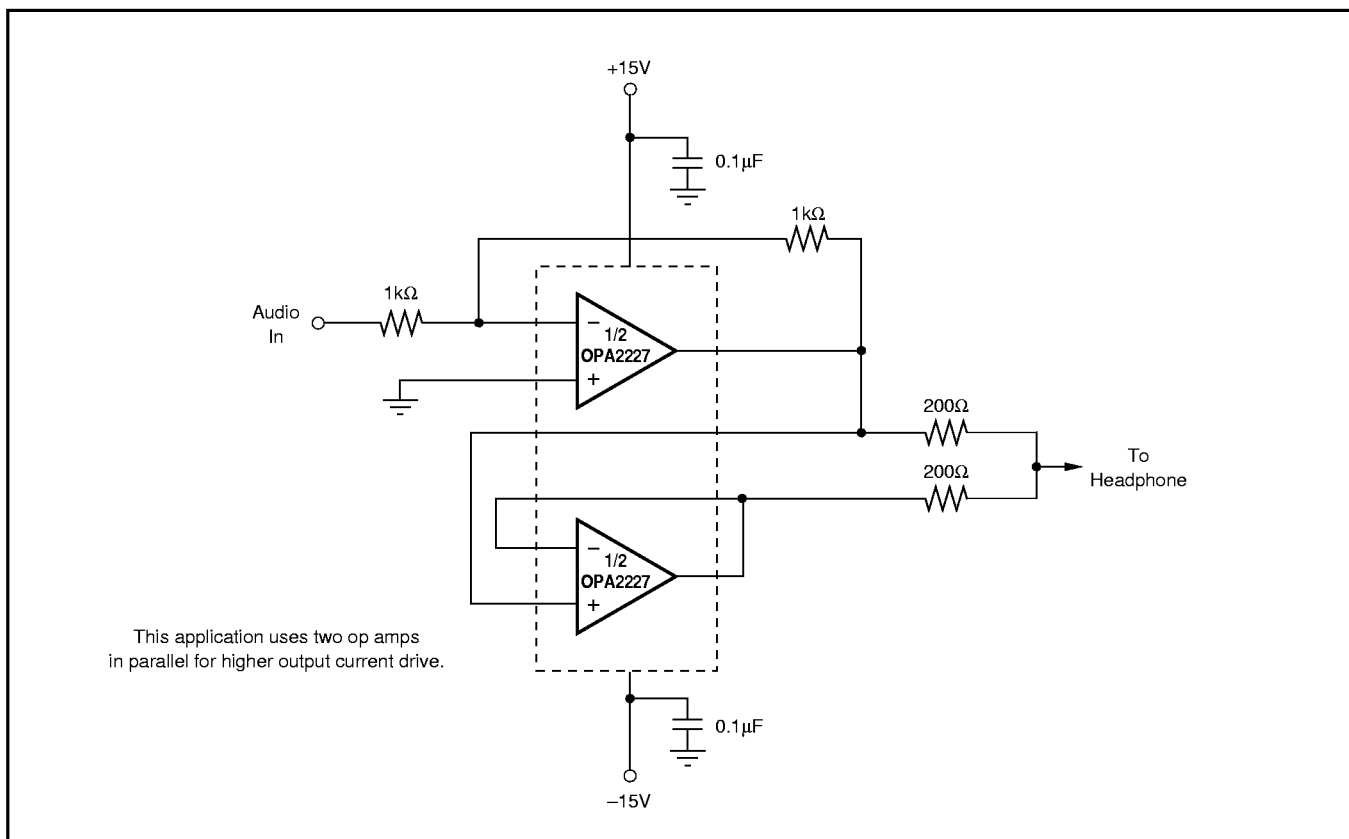 +15V
0.1µF
1kΩ
1kΩ
Audio
In
–
1/2
OPA2227
+
200Ω
To
Headphone
200Ω
–
1/2
OPA2227
+
This application uses two op amps
in parallel for higher output current drive.
0.1µF
–15V